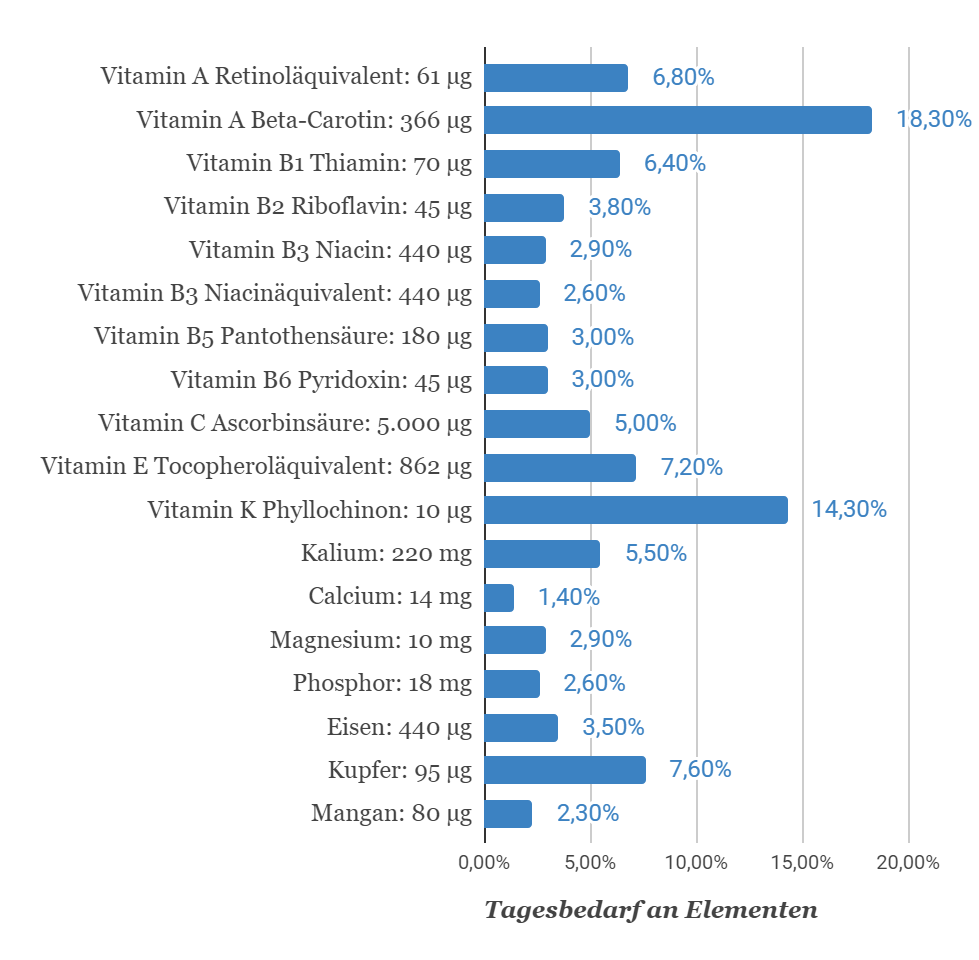 Vitamin A Retinoläquivalent: 61 µg 6,80%
Vitamin A Beta-Carotin: 366 µg 18,30%
Vitamin B1 Thiamin: 70 µg 6,40%
Vitamin B2 Riboflavin: 45 µg 3,80%
Vitamin B3 Niacin: 440 µg 2,90%
Vitamin B3 Niacinäquivalent: 440 µg 2,60%
Vitamin B5 Pantothensäure: 180 µg 3,00%
Vitamin B6 Pyridoxin: 45 µg 3,00%
Vitamin C Ascorbinsäure: 5.000 µg 5,00%
Vitamin E Tocopheroläquivalent: 862 µg 7,20%
Vitamin K Phyllochinon: 10 µg 14,30%
Kalium: 220 mg 5,50%
Calcium: 14 mg 1,40%
Magnesium: 10 mg 2,90%
Phosphor: 18 mg 2,60%
Eisen: 440 µg 3,50%
Kupfer: 95 µg 7,60%
Mangan: 80 µg 2,30%
0,00% 5,00% 10,00% 15,00% 20,00%
Tagesbedarf an Elementen